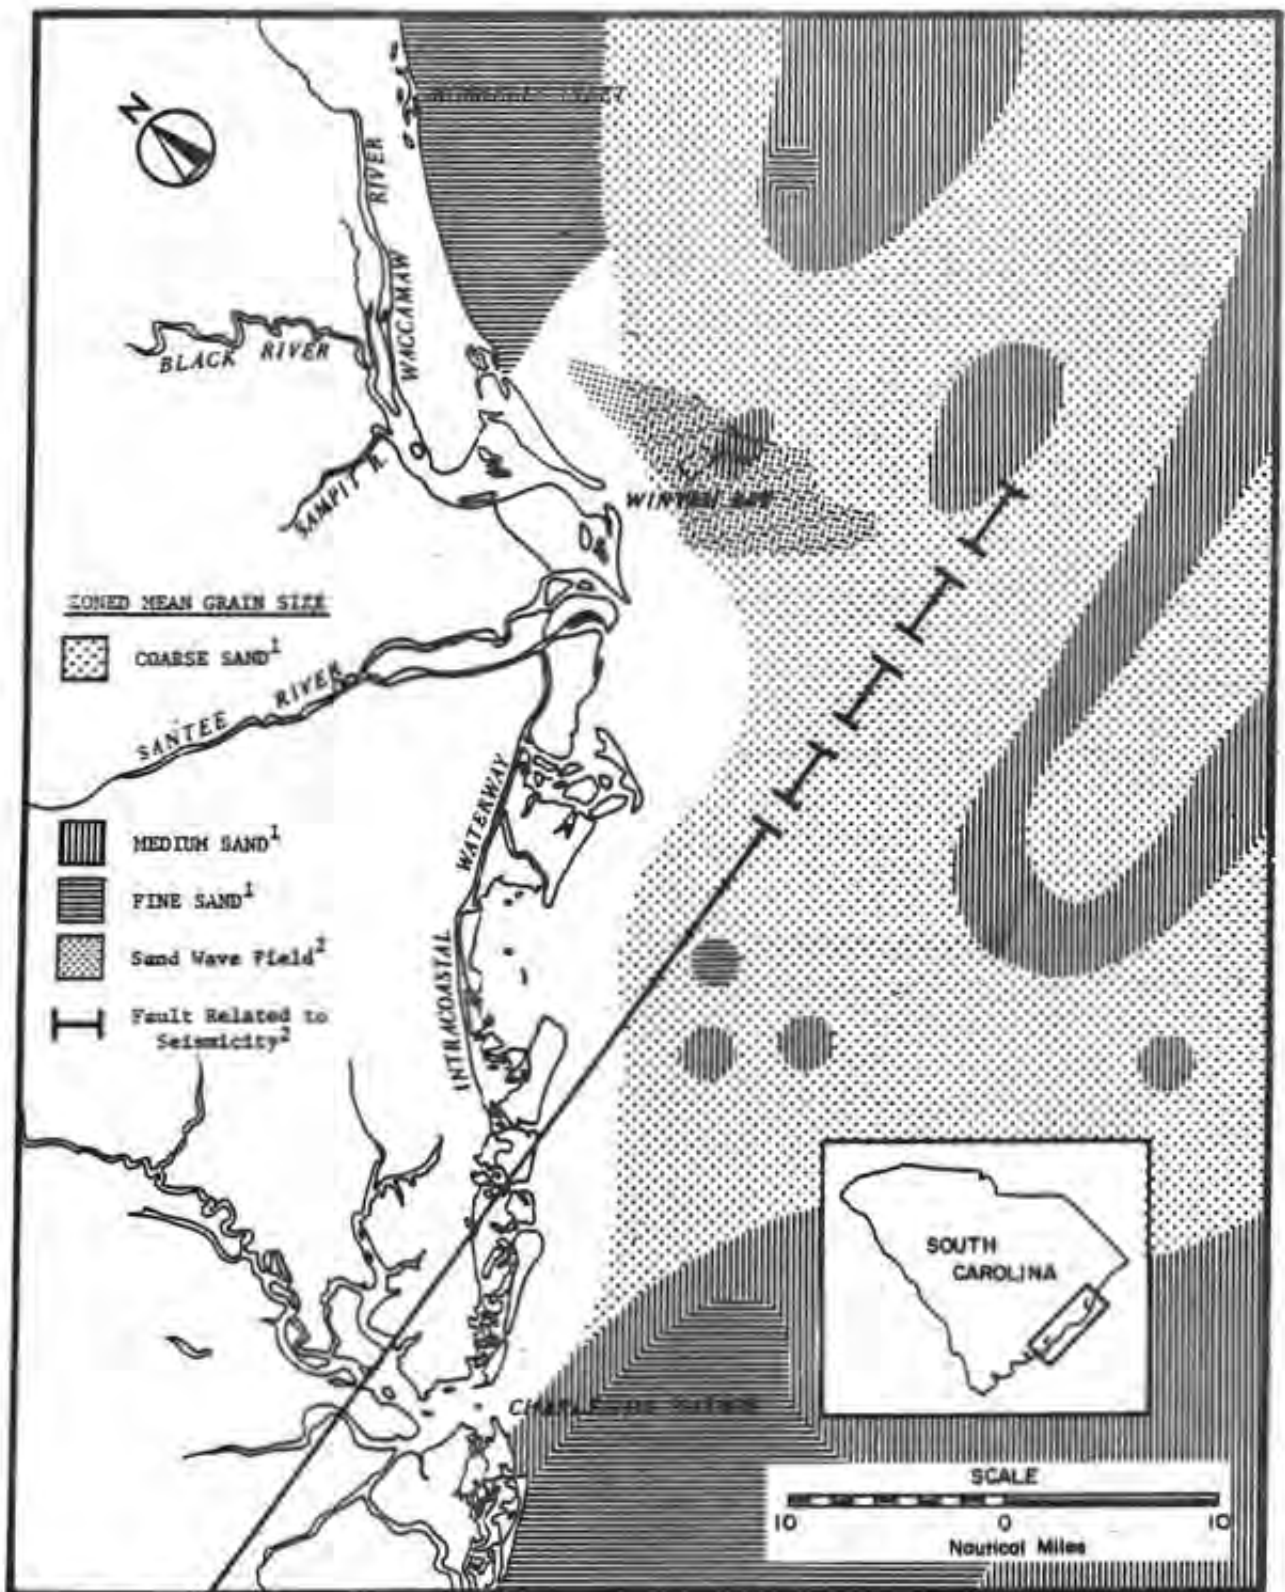 N
RIVER
WACCAMAW
BLACK RIVER
SAMPIT R.
WINYAH BAY
ZONED MEAN GRAIN SIZE
COARSE SAND1
SANTEE RIVER
MEDIUM SAND1
FINE SAND1
Sand Wave Field2
Fault Related to
Seismicity2
INTRACOASTAL WATERWAY
SOUTH
CAROLINA
SCALE
10 0 10
Nautical Miles